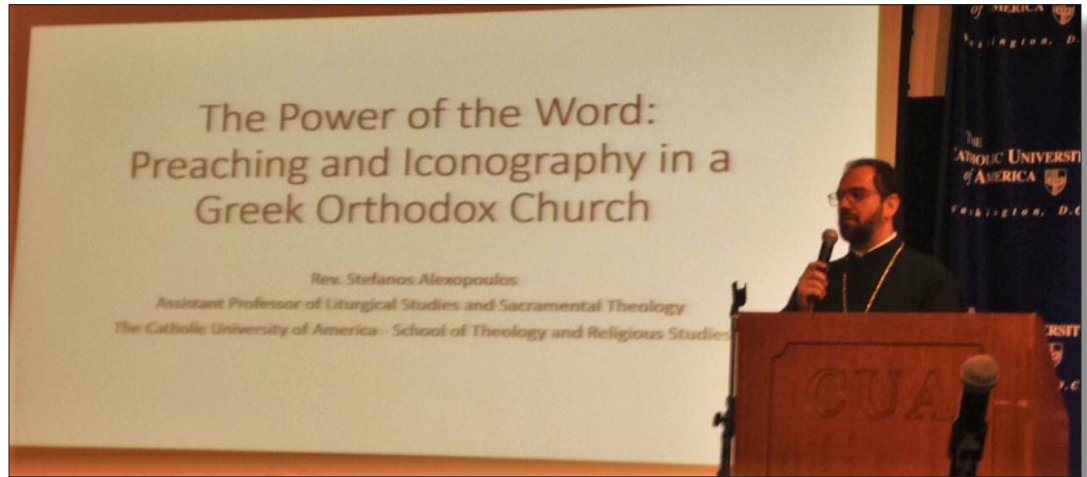 The Power of the Word:
Preaching and Iconography in a
Greek Orthodox Church
Rev. Stefanos Alexopoulos
Assistant Professor of Liturgical Studies and Sacramental Theology
The Catholic University of America - School of Theology and Religious Studies
THE
CATHOLIC UNIVERSIT
of AMERICA
Washington, D.C
CUA